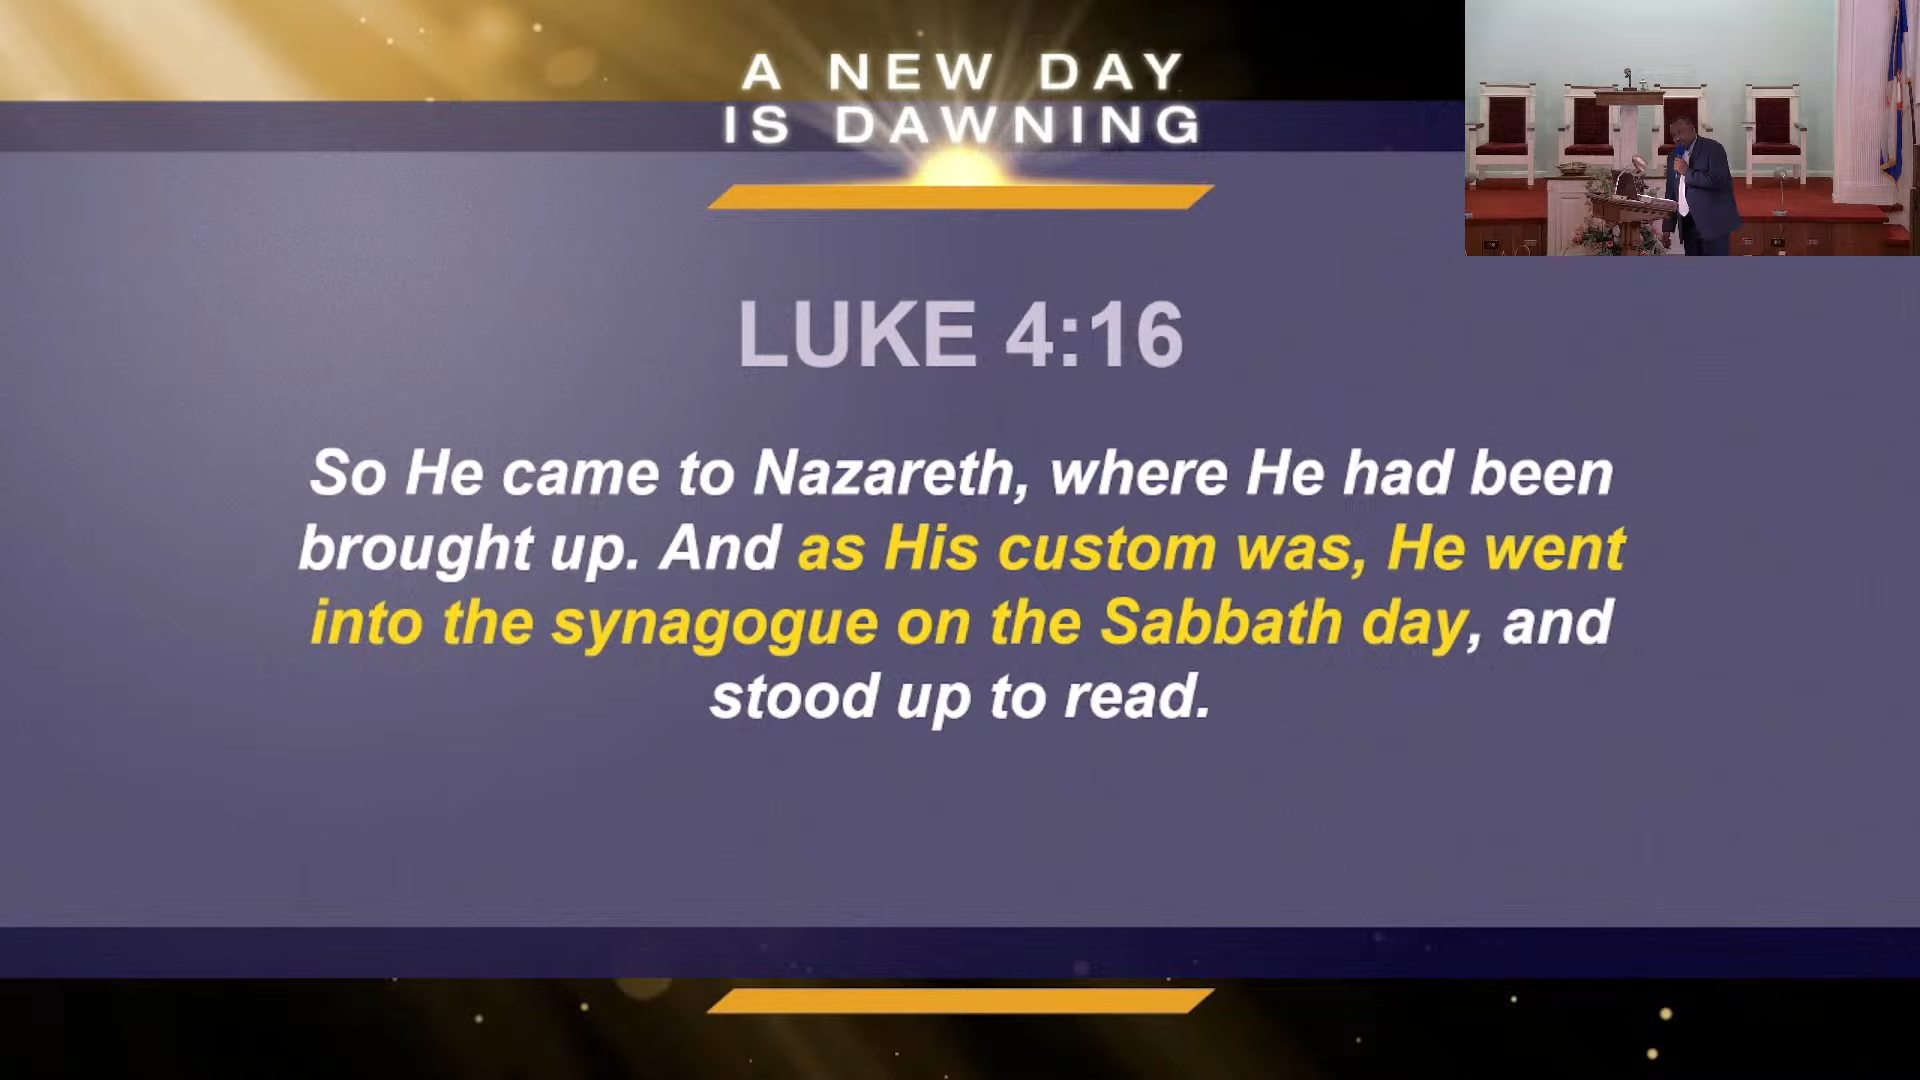 A NEW DAY
IS DAWNING
LUKE 4:16
So He came to Nazareth, where He had been
brought up. And as His custom was, He went
into the synagogue on the Sabbath day, and
stood up to read.